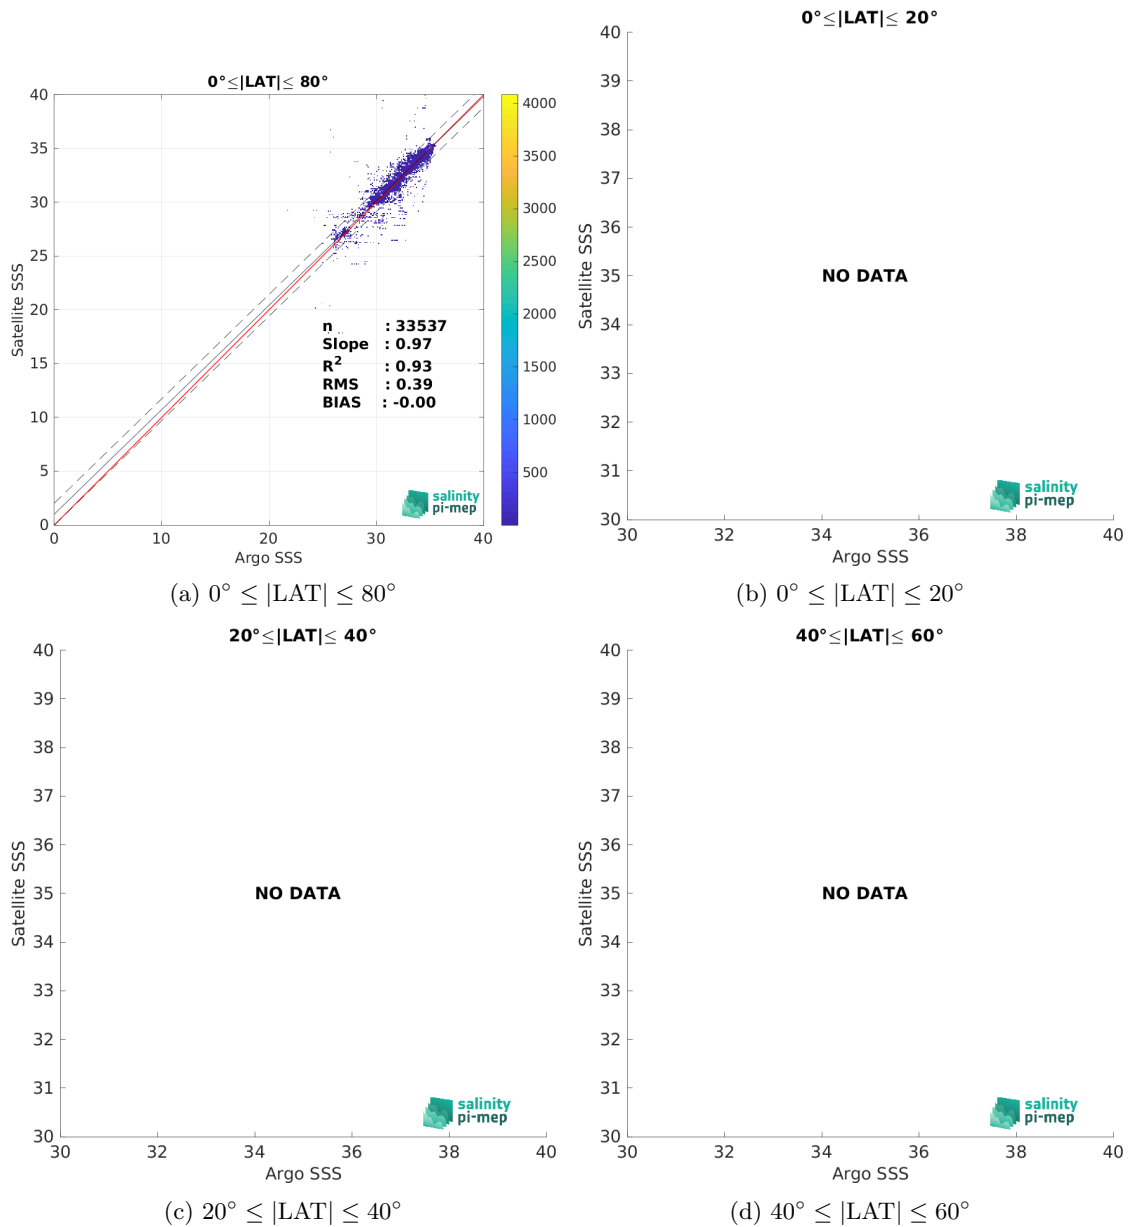 0°≤|LAT|≤ 80°
40
35
30
25
20
15
10
5
0
0
10
20
30
40
Satellite SSS
Argo SSS
n : 33537
Slope : 0.97
R² : 0.93
RMS : 0.39
BIAS : -0.00
4000
3500
3000
2500
2000
1500
1000
500
salinity
pi-mep
(a) 0° ≤ |LAT| ≤ 80°
0°≤|LAT|≤ 20°
40
39
38
37
36
35
34
33
32
31
30
30
32
34
36
38
40
Satellite SSS
Argo SSS
NO DATA
salinity
pi-mep
(b) 0° ≤ |LAT| ≤ 20°
20°≤|LAT|≤ 40°
40
39
38
37
36
35
34
33
32
31
30
30
32
34
36
38
40
Satellite SSS
Argo SSS
NO DATA
salinity
pi-mep
(c) 20° ≤ |LAT| ≤ 40°
40°≤|LAT|≤ 60°
40
39
38
37
36
35
34
33
32
31
30
30
32
34
36
38
40
Satellite SSS
Argo SSS
NO DATA
salinity
pi-mep
(d) 40° ≤ |LAT| ≤ 60°